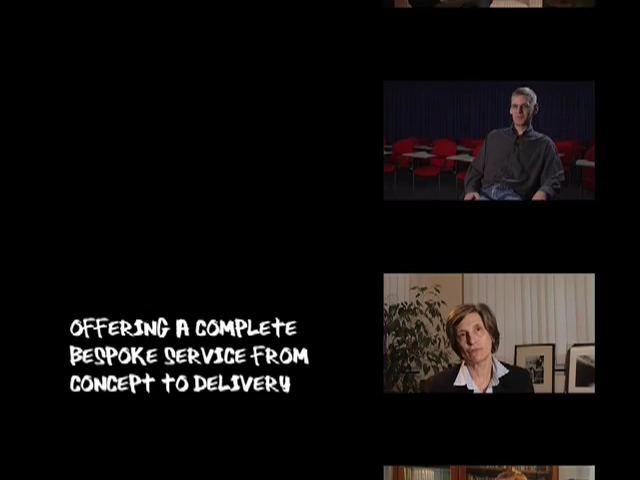 OFFERING A COMPLETE
BESPOKE SERVICE FROM
CONCEPT TO DELIVERY